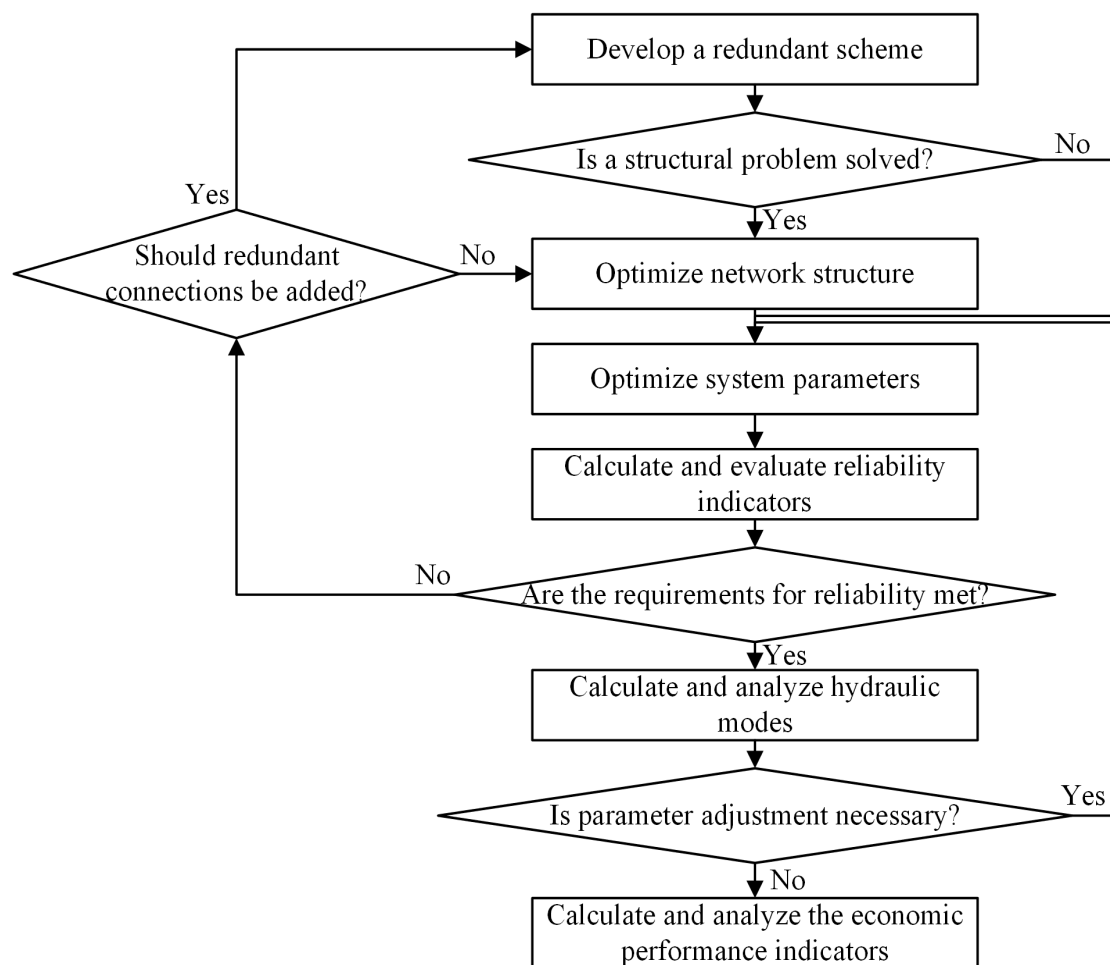 Develop a redundant scheme
Is a structural problem solved?
No
Yes
Yes
Should redundant
connections be added?
No
Optimize network structure
Optimize system parameters
Calculate and evaluate reliability
indicators
No
Are the requirements for reliability met?
Yes
Calculate and analyze hydraulic
modes
Is parameter adjustment necessary?
Yes
No
Calculate and analyze the economic
performance indicators